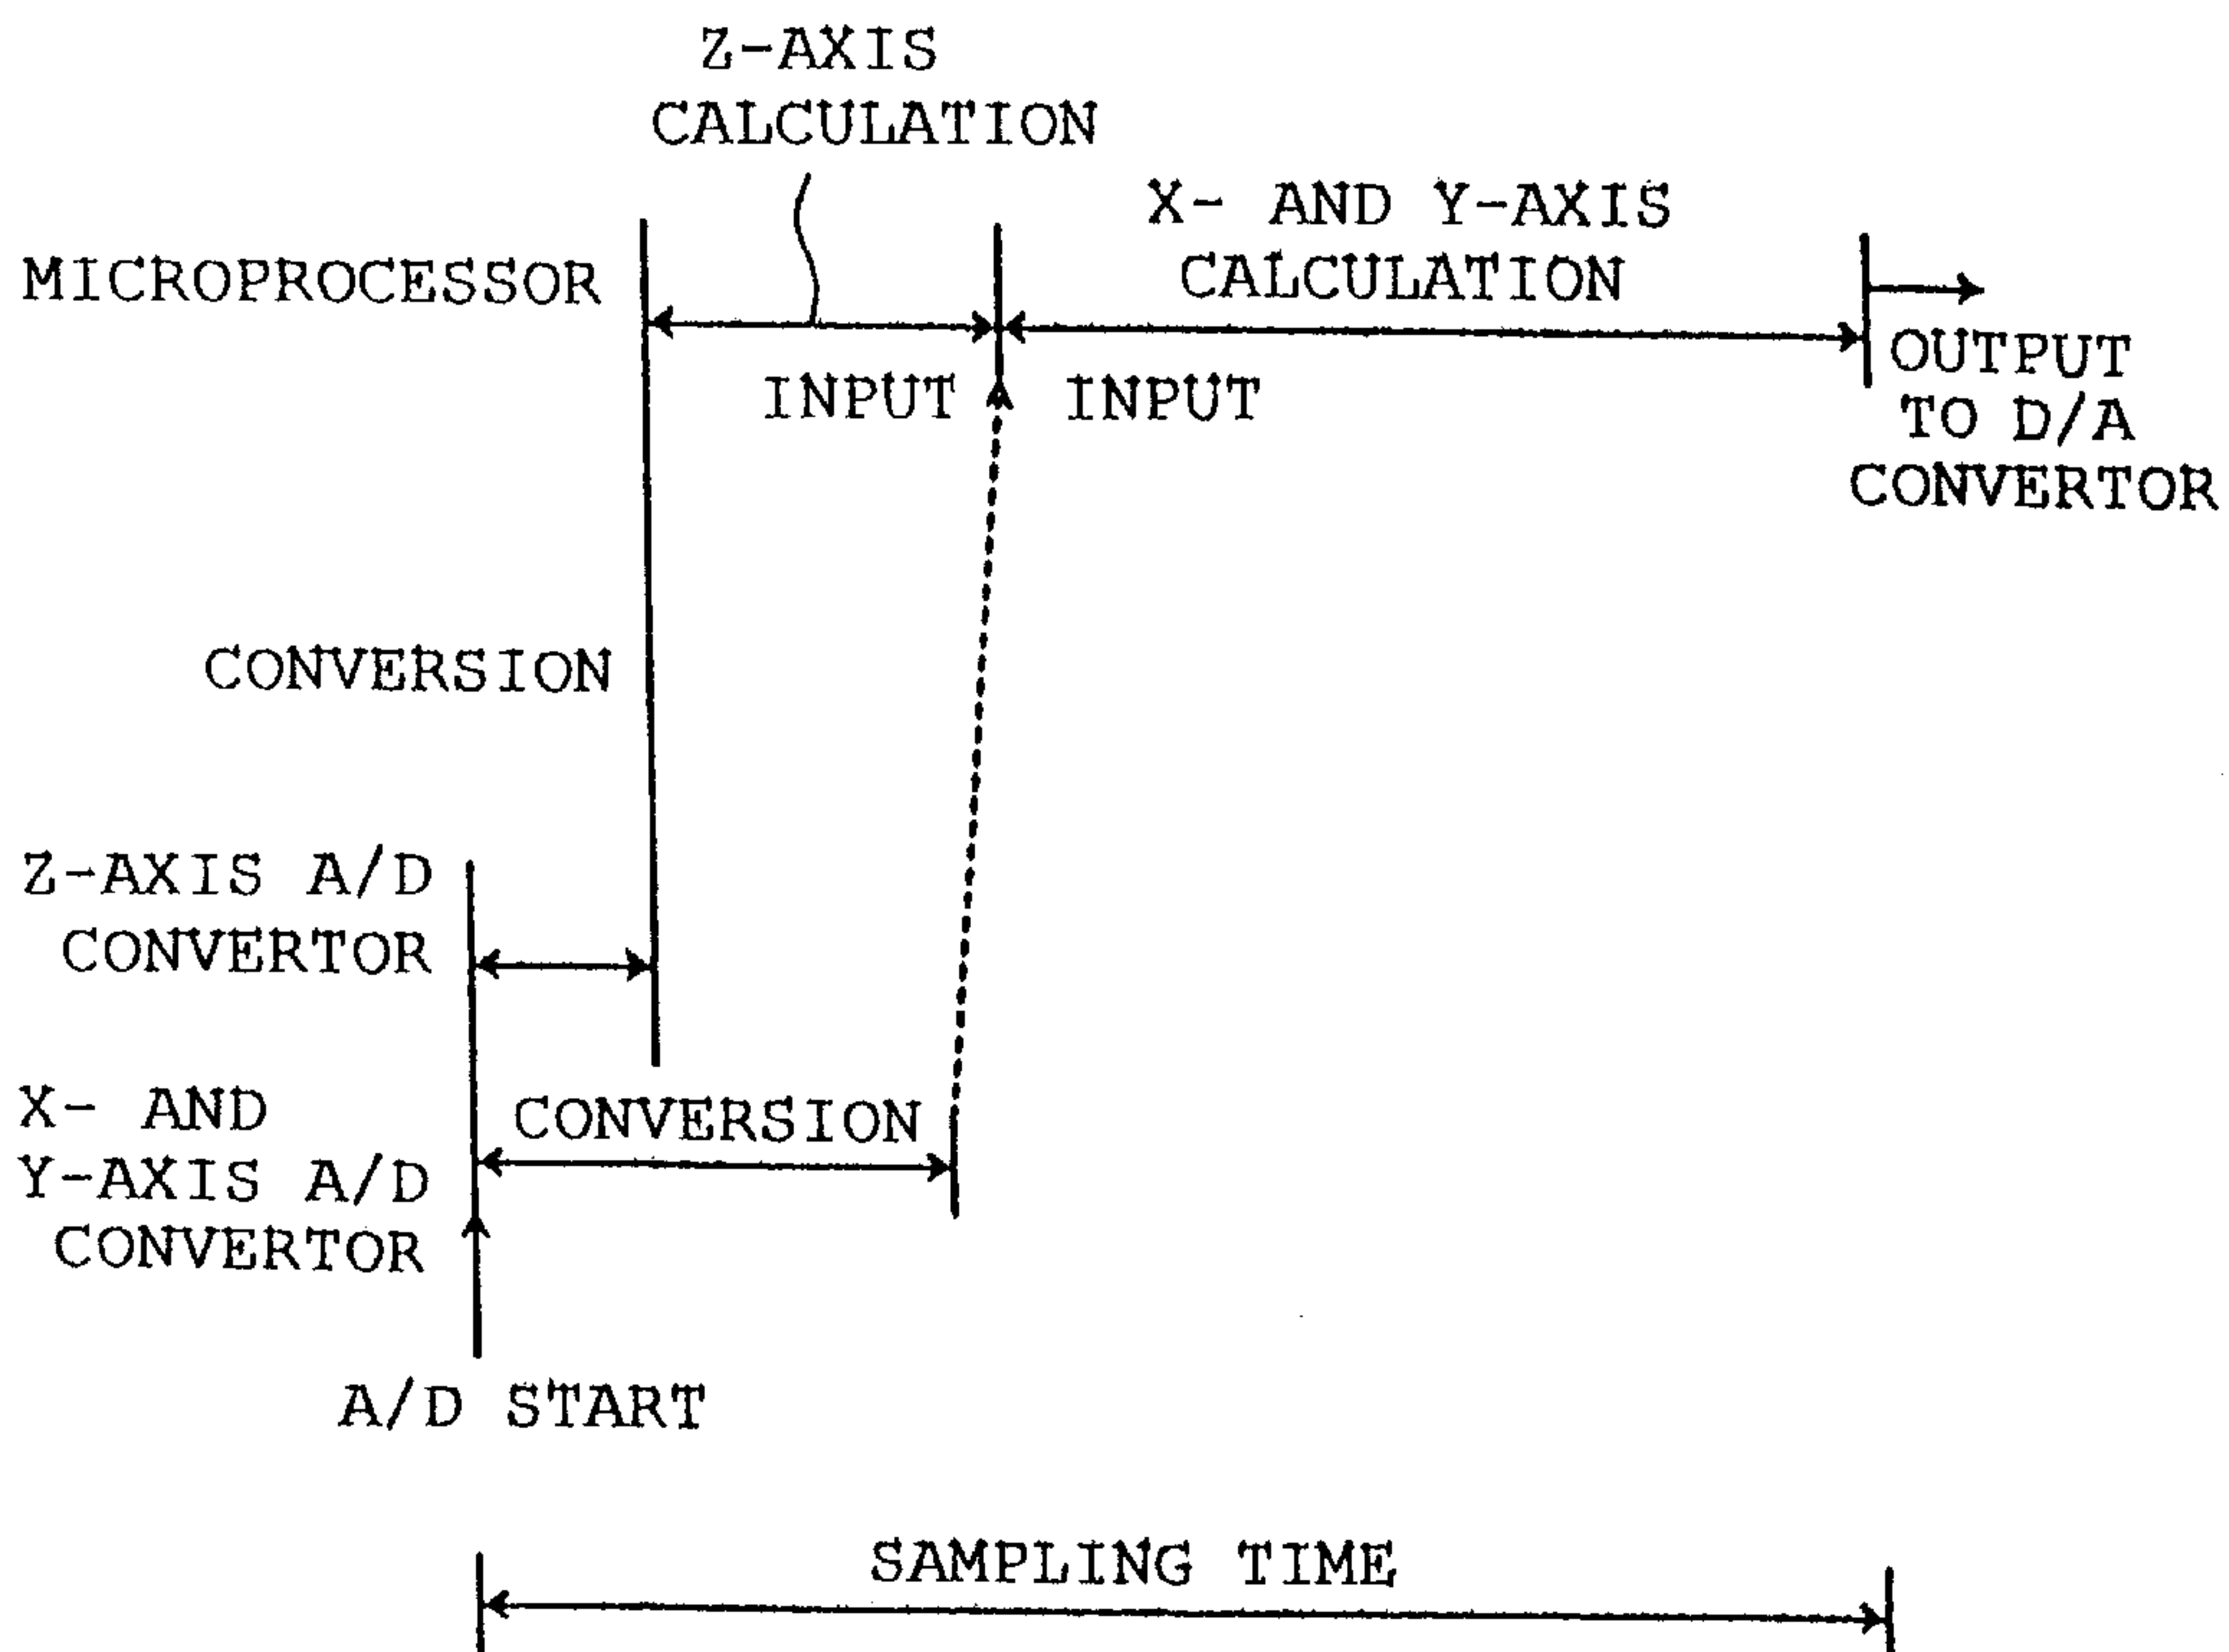 Z-AXIS
CALCULATION
X- AND Y-AXIS
CALCULATION
MICROPROCESSOR
INPUT
INPUT
OUTPUT
TO D/A
CONVERTOR
CONVERSION
Z-AXIS A/D
CONVERTOR
X- AND
Y-AXIS A/D
CONVERTOR
CONVERSION
A/D START
SAMPLING TIME